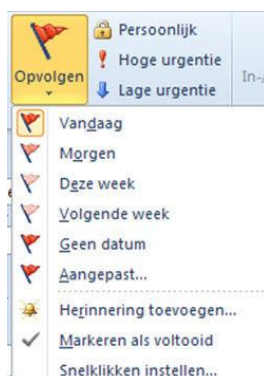 Opvolgen
Persoonlijk
Hoge urgentie
Lage urgentie
Vandaag
Morgen
Deze week
Volgende week
Geen datum
Aangepast...
Herinnering toevoegen...
Markeren als voltooid
Snelklikken instellen...